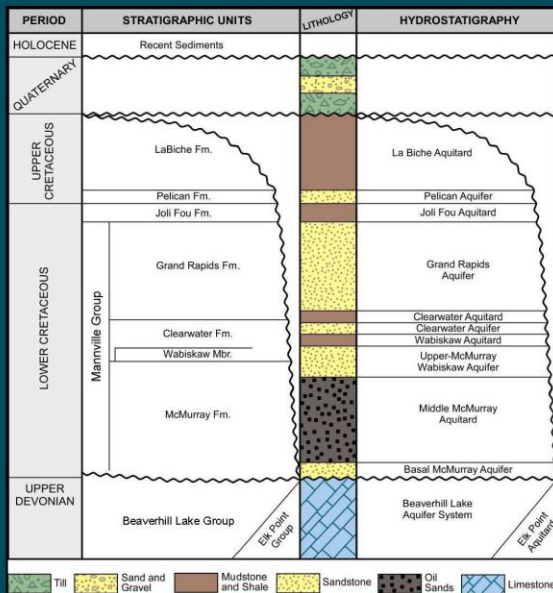 PERIOD
STRATIGRAPHIC UNITS
LITHOLOGY
HYDROSTATIGRAPHY
HOLOCENE
Recent Sediments
QUATERNARY
UPPER
CRETACEOUS
LaBiche Fm.
La Biche Aquitard
Pelican Fm.
Pelican Aquifer
LOWER CRETACEOUS
Joli Fou Fm.
Joli Fou Aquitard
Mannville Group
Grand Rapids Fm.
Grand Rapids
Aquifer
Clearwater Aquitard
Clearwater Fm.
Clearwater Aquifer
Wabiskaw Aquitard
Wabiskaw Mbr.
Upper-McMurray
Wabiskaw Aquifer
McMurray Fm.
Middle McMurray
Aquitard
Basal McMurray Aquifer
UPPER
DEVONIAN
Beaverhill Lake Group
Elk Point
Group
Beaverhill Lake
Aquifer System
Elk Point
Aquitard
Till
Sand and
Gravel
Mudstone
and Shale
Sandstone
Oil
Sands
Limestone